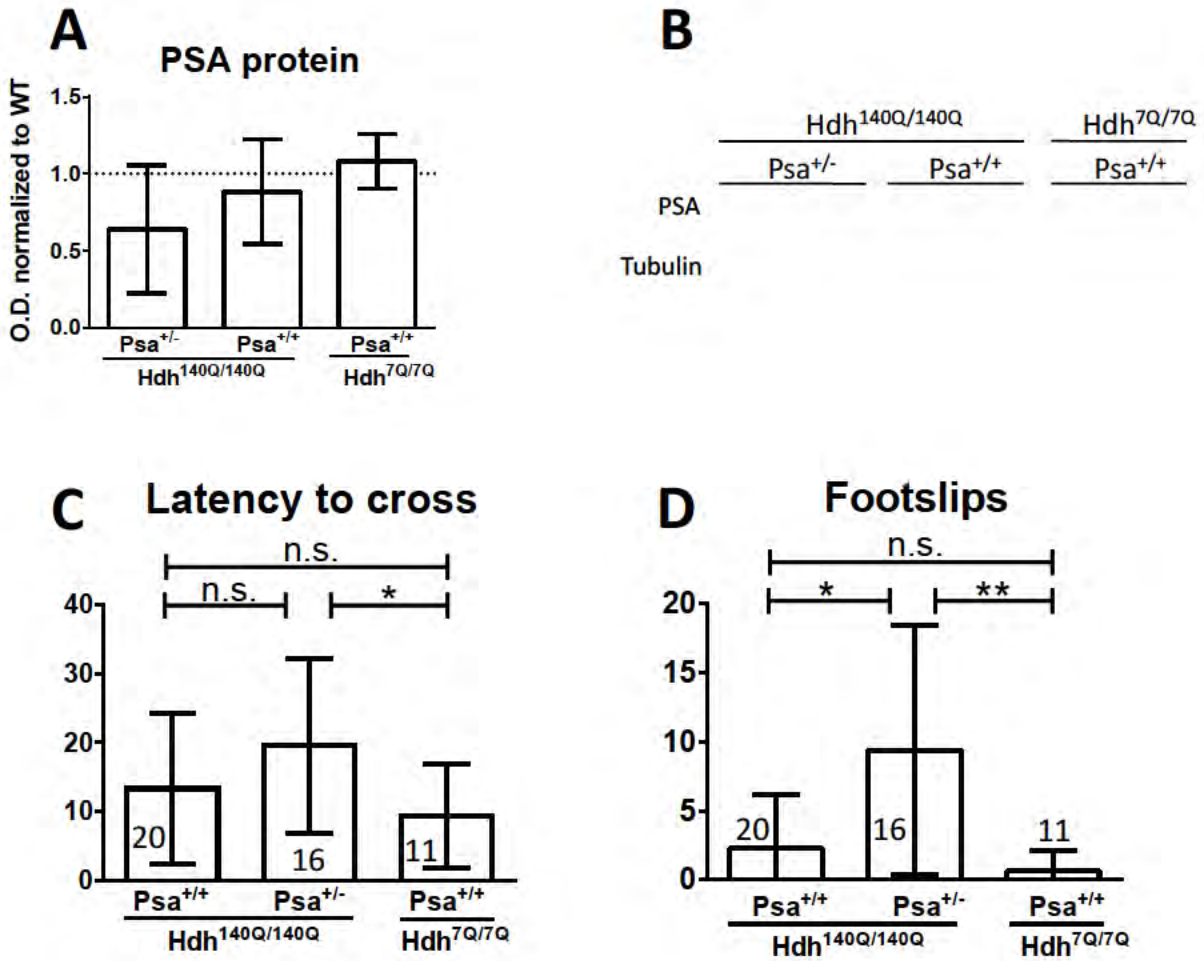 A
PSA protein
O.D. normalized to WT
1.5
1.0
0.5
0.0
Psa+/- Psa+/+ Psa+/+
Hdh140Q/140Q Hdh7Q/7Q
B
Hdh140Q/140Q Hdh7Q/7Q
Psa+/- Psa+/+ Psa+/+
PSA
Tubulin
C
Latency to cross
n.s.
n.s. *
40
30
20
10
0
20 16 11
Psa+/+ Psa+/- Psa+/+
Hdh140Q/140Q Hdh7Q/7Q
D
Footslips
n.s.
* **
20
15
10
5
0
20 16 11
Psa+/+ Psa+/- Psa+/+
Hdh140Q/140Q Hdh7Q/7Q